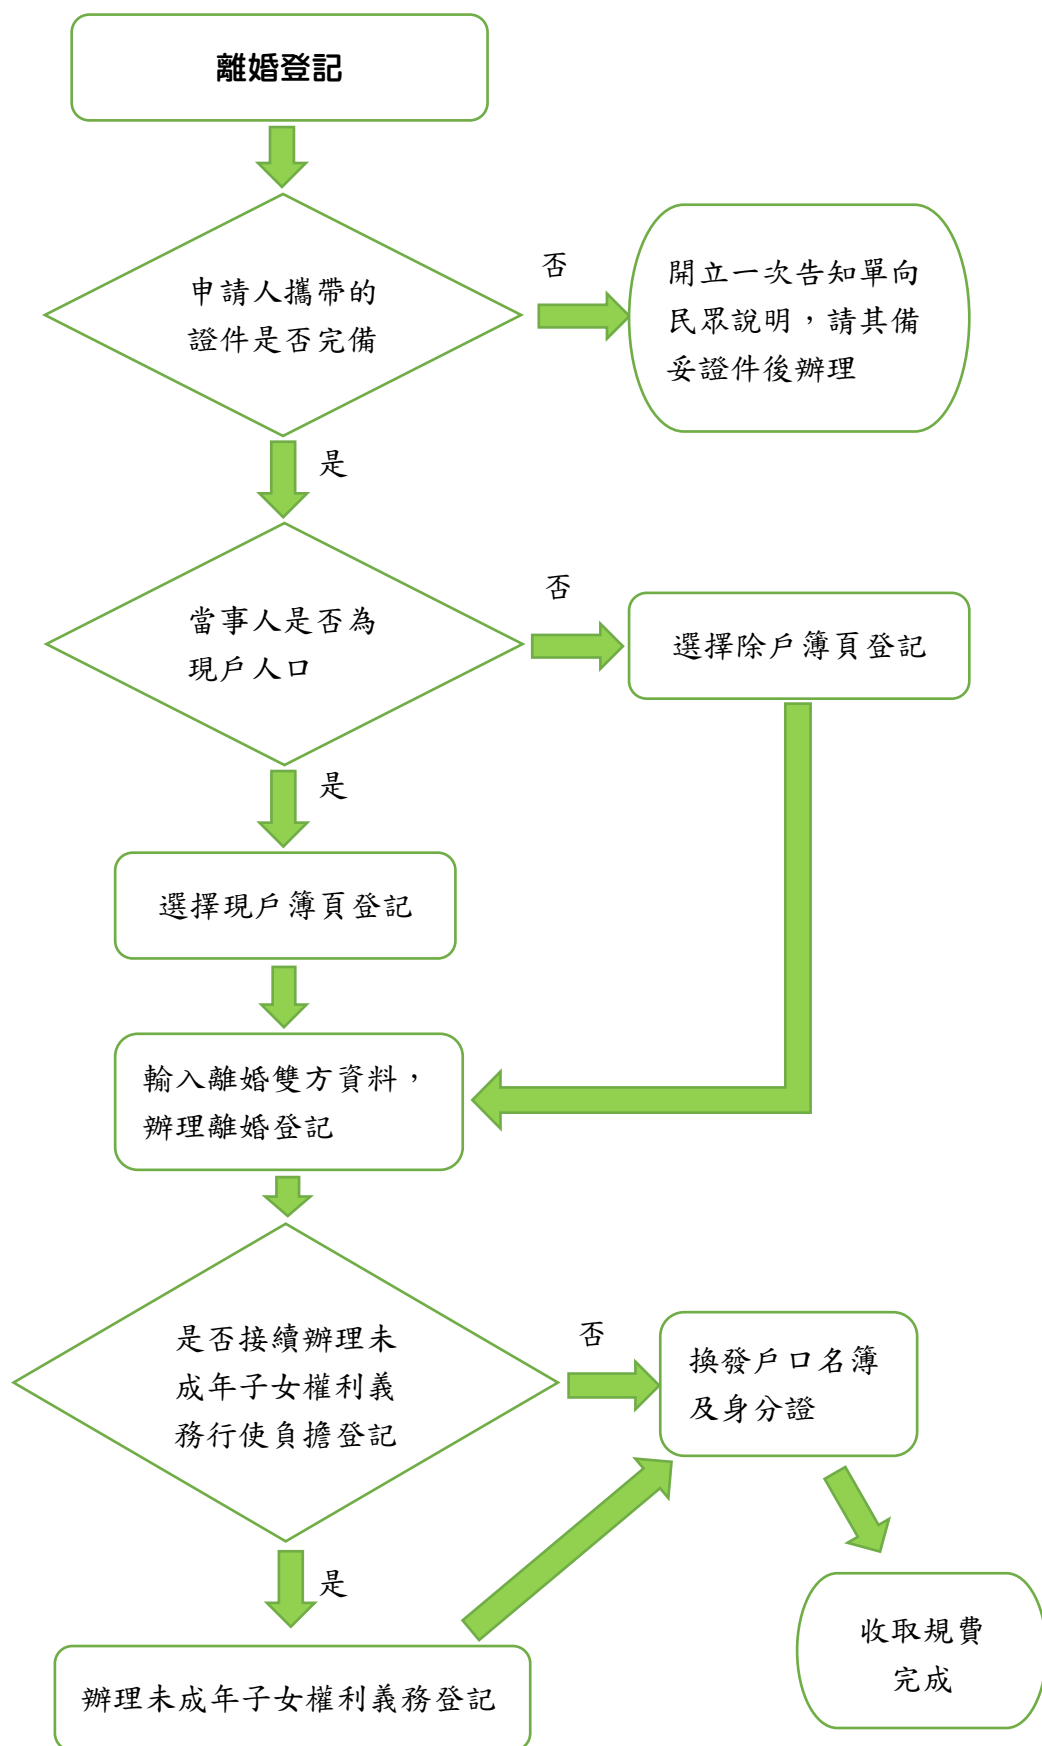 離婚登記
申請人攜帶的
證件是否完備
否
開立一次告知單向
民眾說明，請其備
妥證件後辦理
是
當事人是否為
現戶人口
否
選擇除戶簿頁登記
是
選擇現戶簿頁登記
輸入離婚雙方資料，
辦理離婚登記
是否接續辦理未
成年子女權利義
務行使負擔登記
否
換發戶口名簿
及身分證
是
辦理未成年子女權利義務登記
收取規費
完成